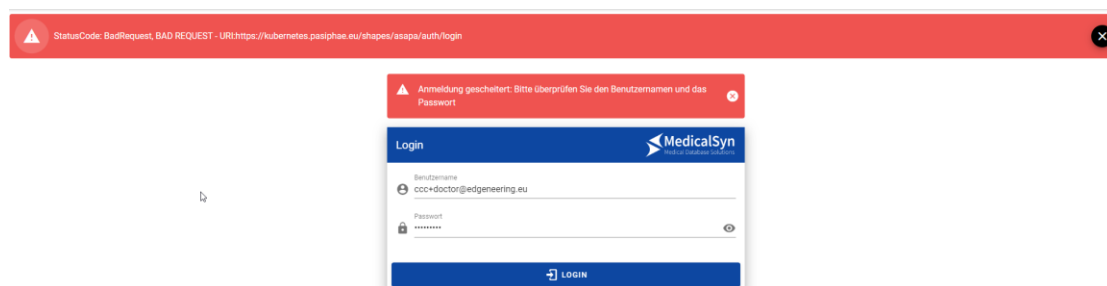 StatusCode: BadRequest, BAD REQUEST - URI:https://kubernetes.pasiphae.eu/shapes/asapa/auth/login
Anmeldung gescheitert: Bitte überprüfen Sie den Benutzernamen und das
Passwort
Login
MedicalSyn
Medical Database Solutions
Benutzername
ccc+doctor@edgeneering.eu
Passwort
•••••••••
LOGIN